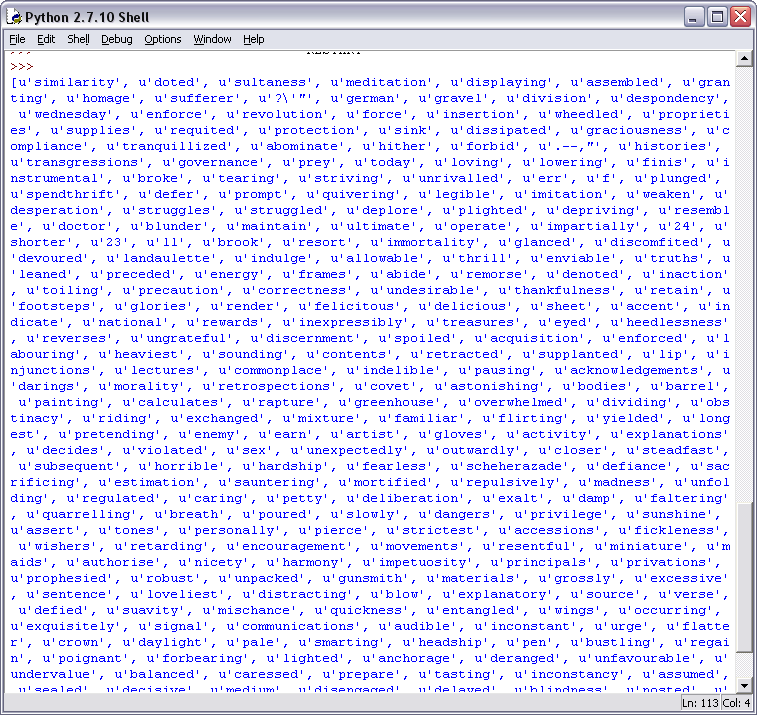 Python 2.7.10 Shell
File Edit Shell Debug Options Window Help
>>> RESTART
>>>
[u'similarity', u'doted', u'sultaness', u'meditation', u'displaying', u'assembled', u'gran
ting', u'homage', u'sufferer', u'?\'"', u'german', u'gravel', u'division', u'despondency',
 u'wednesday', u'enforce', u'revolution', u'force', u'insertion', u'wheedled', u'proprieti
es', u'supplies', u'requited', u'protection', u'sink', u'dissipated', u'graciousness', u'c
ompliance', u'tranquillized', u'abominate', u'hither', u'forbid', u'.--,"', u'histories',
u'transgressions', u'governance', u'prey', u'today', u'loving', u'lowering', u'finis', u'i
nstrumental', u'broke', u'tearing', u'striving', u'unrivalled', u'err', u'f', u'plunged',
u'spendthrift', u'defer', u'prompt', u'quivering', u'legible', u'imitation', u'weaken', u'
desperation', u'struggles', u'struggled', u'deplore', u'plighted', u'depriving', u'resembl
e', u'doctor', u'blunder', u'maintain', u'ultimate', u'operate', u'impartially', u'24', u'
shorter', u'23', u'll', u'brook', u'resort', u'immortality', u'glanced', u'discomfited', u
'devoured', u'landaulette', u'indulge', u'allowable', u'thrill', u'enviable', u'truths', u
'leaned', u'preceded', u'energy', u'frames', u'abide', u'remorse', u'denoted', u'inaction'
, u'toiling', u'precaution', u'correctness', u'undesirable', u'thankfulness', u'retain', u
'footsteps', u'glories', u'render', u'felicitous', u'delicious', u'sheet', u'accent', u'in
dicate', u'national', u'rewards', u'inexpressibly', u'treasures', u'eyed', u'heedlessness'
, u'reverses', u'ungrateful', u'discernment', u'spoiled', u'acquisition', u'enforced', u'l
abouring', u'heaviest', u'sounding', u'contents', u'retracted', u'supplanted', u'lip', u'i
njunctions', u'lectures', u'commonplace', u'indelible', u'pausing', u'acknowledgements', u
'darings', u'morality', u'retrospections', u'covet', u'astonishing', u'bodies', u'barrel',
 u'painting', u'calculates', u'rapture', u'greenhouse', u'overwhelmed', u'dividing', u'obs
tinacy', u'riding', u'exchanged', u'mixture', u'familiar', u'flirting', u'yielded', u'long
est', u'pretending', u'enemy', u'earn', u'artist', u'gloves', u'activity', u'explanations'
, u'decides', u'violated', u'sex', u'unexpectedly', u'outwardly', u'closer', u'steadfast',
 u'subsequent', u'horrible', u'hardship', u'fearless', u'scheherazade', u'defiance', u'sac
rificing', u'estimation', u'sauntering', u'mortified', u'repulsively', u'madness', u'unfol
ding', u'regulated', u'caring', u'petty', u'deliberation', u'exalt', u'damp', u'faltering'
, u'quarrelling', u'breath', u'poured', u'slowly', u'dangers', u'privilege', u'sunshine',
u'assert', u'tones', u'personally', u'pierce', u'strictest', u'accessions', u'fickleness',
 u'wishers', u'retarding', u'encouragement', u'movements', u'resentful', u'miniature', u'm
aids', u'authorise', u'nicety', u'harmony', u'impetuosity', u'principals', u'privations',
u'prophesied', u'robust', u'unpacked', u'gunsmith', u'materials', u'grossly', u'excessive'
, u'sentence', u'loveliest', u'distracting', u'blow', u'explanatory', u'source', u'verse',
 u'defied', u'suavity', u'mischance', u'quickness', u'entangled', u'wings', u'occurring',
u'exquisitely', u'signal', u'communications', u'audible', u'inconstant', u'urge', u'flatte
r', u'crown', u'daylight', u'pale', u'smarting', u'headship', u'pen', u'bustling', u'regai
n', u'poignant', u'forbearing', u'lighted', u'anchorage', u'deranged', u'unfavourable', u'
undervalue', u'balanced', u'caressed', u'prepare', u'tasting', u'inconstancy', u'assumed',
 u'sealed', u'decisive', u'medium', u'disengaged', u'delayed', u'blindness', u'posted', u'
Ln: 113 Col: 4